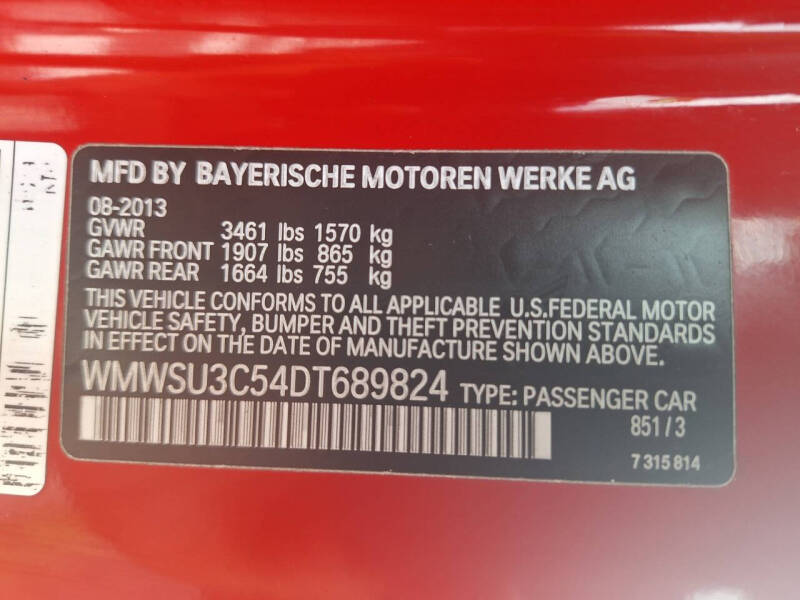 MFD BY BAYERISCHE MOTOREN WERKE AG
08-2013
GVWR 3461 lbs 1570 kg
GAWR FRONT 1907 lbs 865 kg
GAWR REAR 1664 lbs 755 kg
THIS VEHICLE CONFORMS TO ALL APPLICABLE U.S.FEDERAL MOTOR
VEHICLE SAFETY, BUMPER AND THEFT PREVENTION STANDARDS
IN EFFECT ON THE DATE OF MANUFACTURE SHOWN ABOVE.
WMWSU3C54DT689824 TYPE: PASSENGER CAR
851 / 3
7 315 814